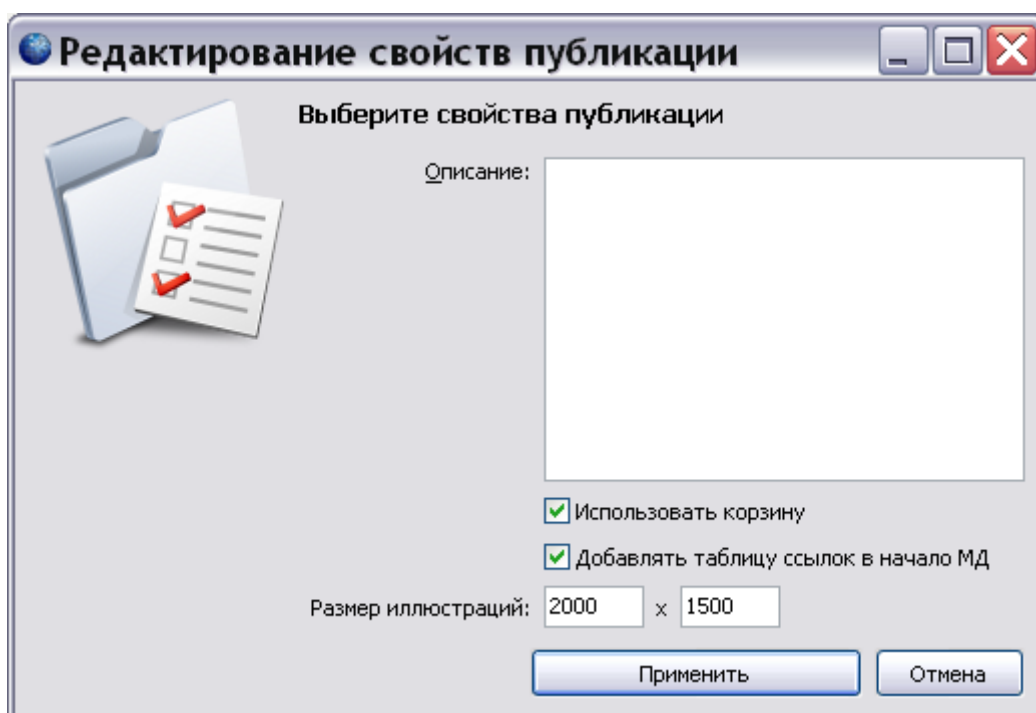 Редактирование свойств публикации
Выберите свойства публикации
Описание:
Использовать корзину
Добавлять таблицу ссылок в начало МД
Размер иллюстраций: 2000 x 1500
Применить Отмена